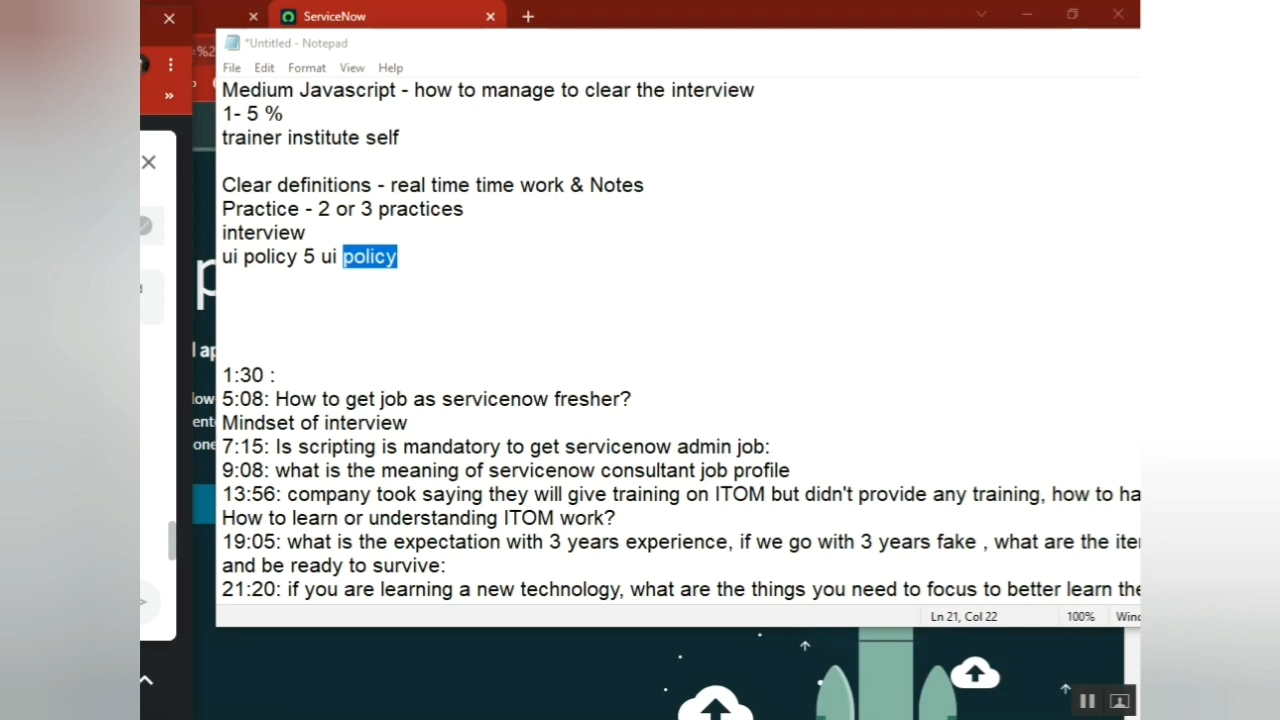 ServiceNow
*Untitled - Notepad
File Edit Format View Help
Medium Javascript - how to manage to clear the interview
1- 5 %
trainer institute self
Clear definitions - real time time work & Notes
Practice - 2 or 3 practices
interview
ui policy 5 ui policy
1:30 :
5:08: How to get job as servicenow fresher?
Mindset of interview
7:15: Is scripting is mandatory to get servicenow admin job:
9:08: what is the meaning of servicenow consultant job profile
13:56: company took saying they will give training on ITOM but didn't provide any training, how to ha
How to learn or understanding ITOM work?
19:05: what is the expectation with 3 years experience, if we go with 3 years fake , what are the iter
and be ready to survive:
21:20: if you are learning a new technology, what are the things you need to focus to better learn the
Ln 21, Col 22 100% Wind